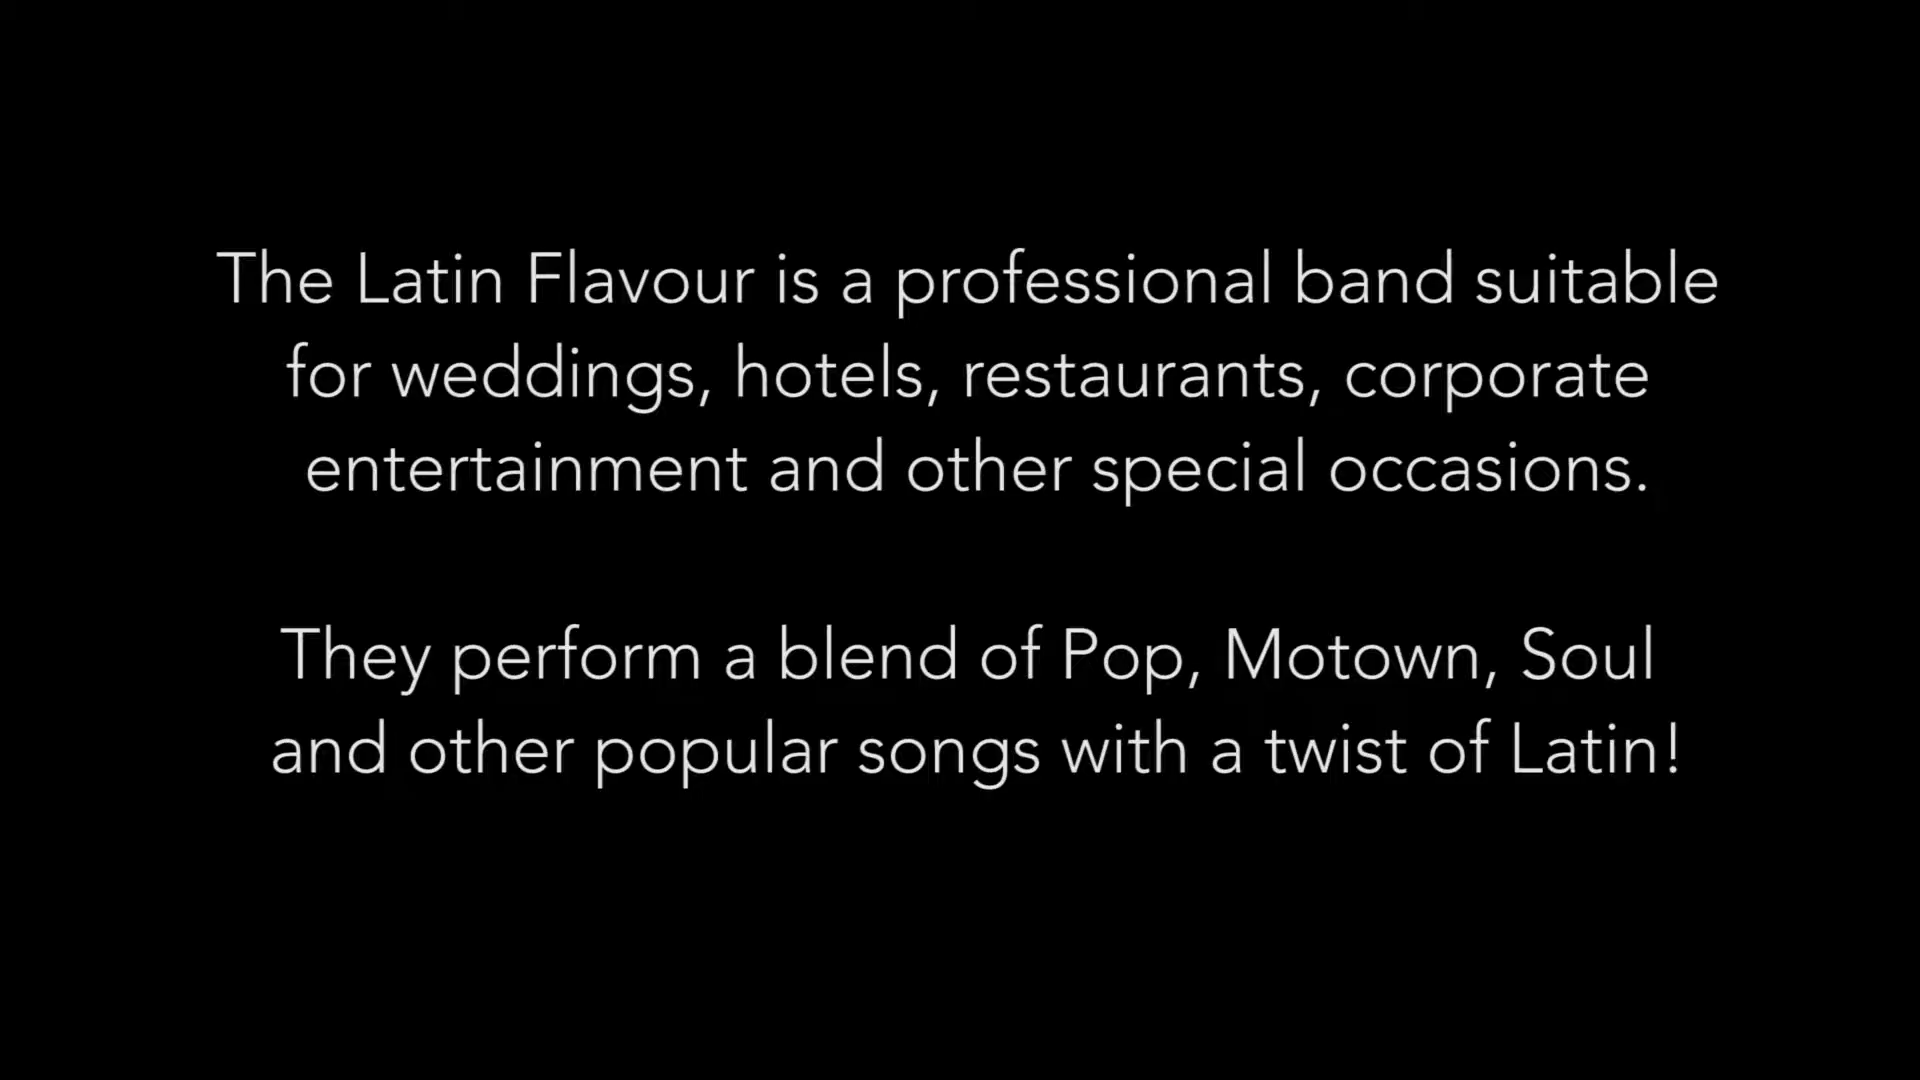 The Latin Flavour is a professional band suitable
for weddings, hotels, restaurants, corporate
entertainment and other special occasions.
They perform a blend of Pop, Motown, Soul
and other popular songs with a twist of Latin!